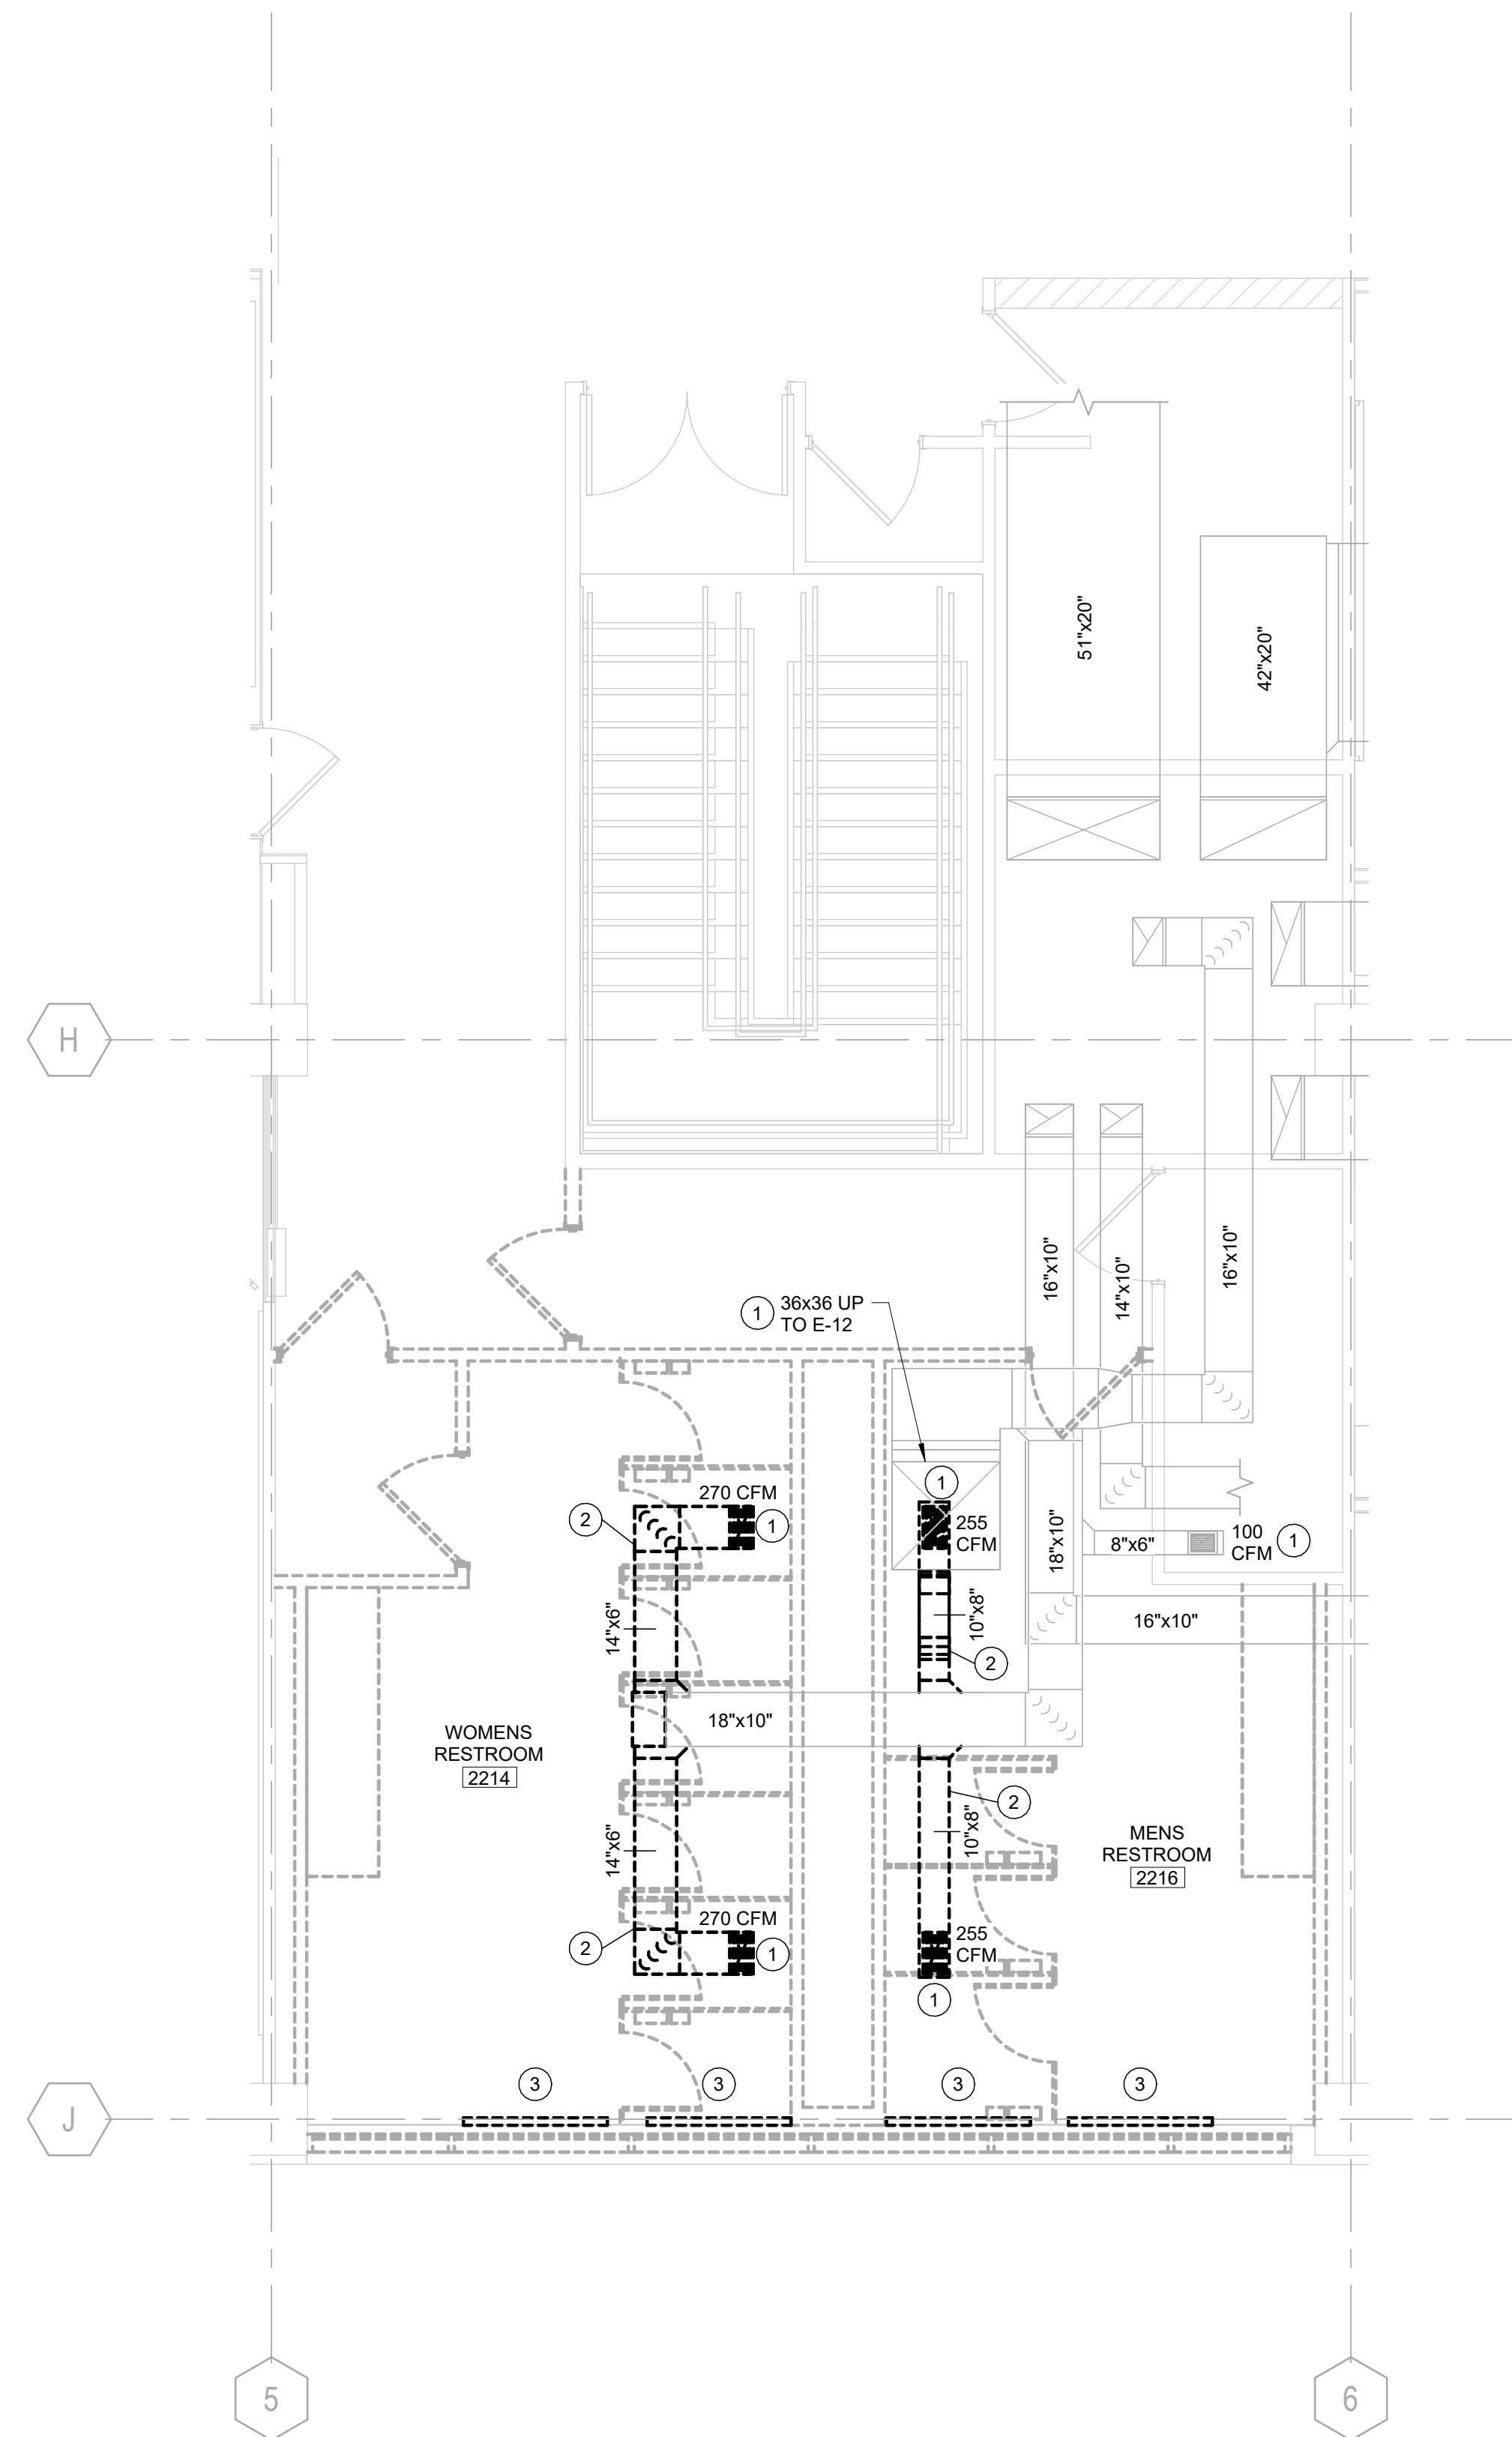 51"x20"
42"x20"
H
16"x10"
14"x10"
16"x10"
1
36x36 UP
TO E-12
1
270 CFM
2
1
255
CFM
18"x10"
8"x6"
100
CFM
1
14"x6"
10"x8"
16"x10"
2
18"x10"
WOMENS
RESTROOM
2214
2
14"x6"
10"x8"
MENS
RESTROOM
2216
270 CFM
2
1
255
CFM
1
3
3
3
3
J
5
6